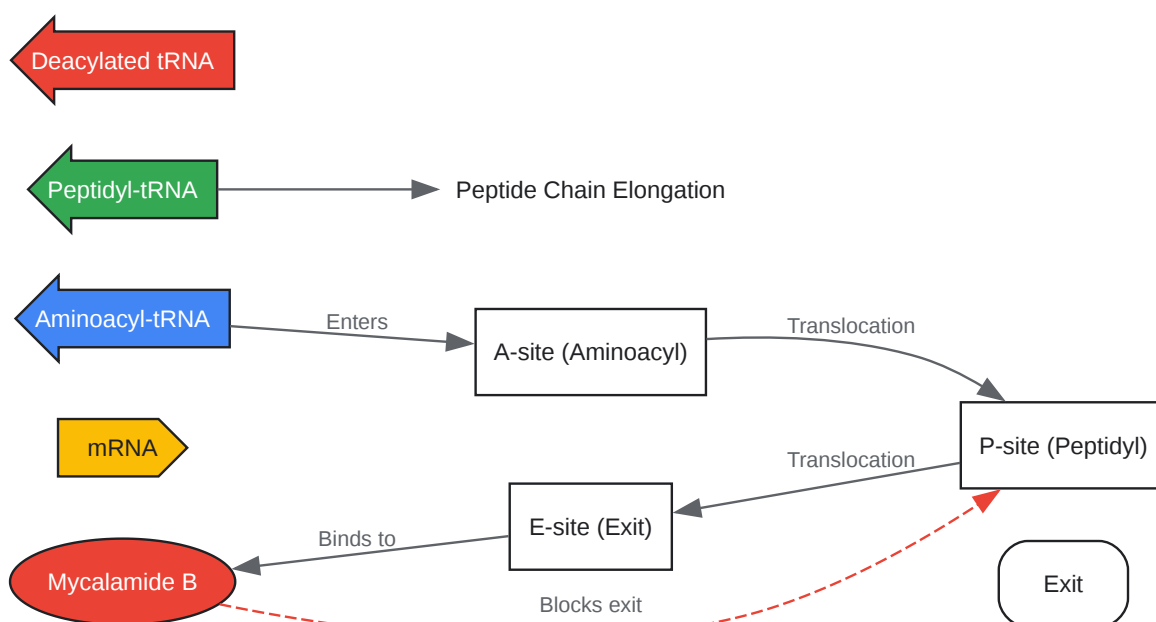 Deacylated tRNA
Peptidyl-tRNA
Peptide Chain Elongation
Aminoacyl-tRNA
Enters
A-site (Aminoacyl)
Translocation
mRNA
P-site (Peptidyl)
Translocation
E-site (Exit)
Binds to
Mycalamide B
Blocks exit
Exit